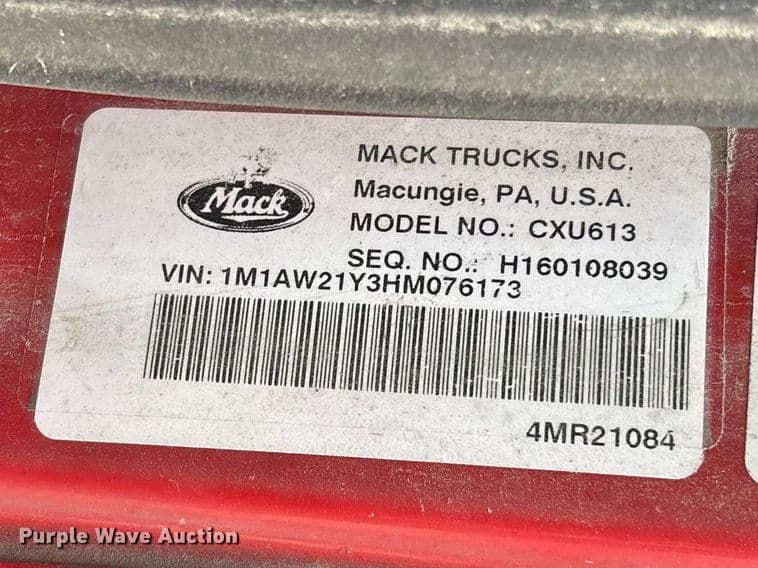 MACK TRUCKS, INC.
Mack
Macungie, PA, U.S.A.
MODEL NO.: CXU613
SEQ. NO.: H160108039
VIN: 1M1AW21Y3HM076173
4MR21084
Purple Wave Auction